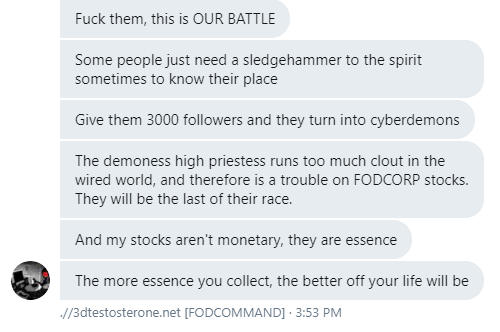 Fuck them, this is OUR BATTLE
Some people just need a sledgehammer to the spirit
sometimes to know their place
Give them 3000 followers and they turn into cyberdemons
The demoness high priestess runs too much clout in the
wired world, and therefore is a trouble on FODCORP stocks.
They will be the last of their race.
And my stocks aren't monetary, they are essence
The more essence you collect, the better off your life will be
.//3dtestosterone.net [FODCOMMAND] · 3:53 PM